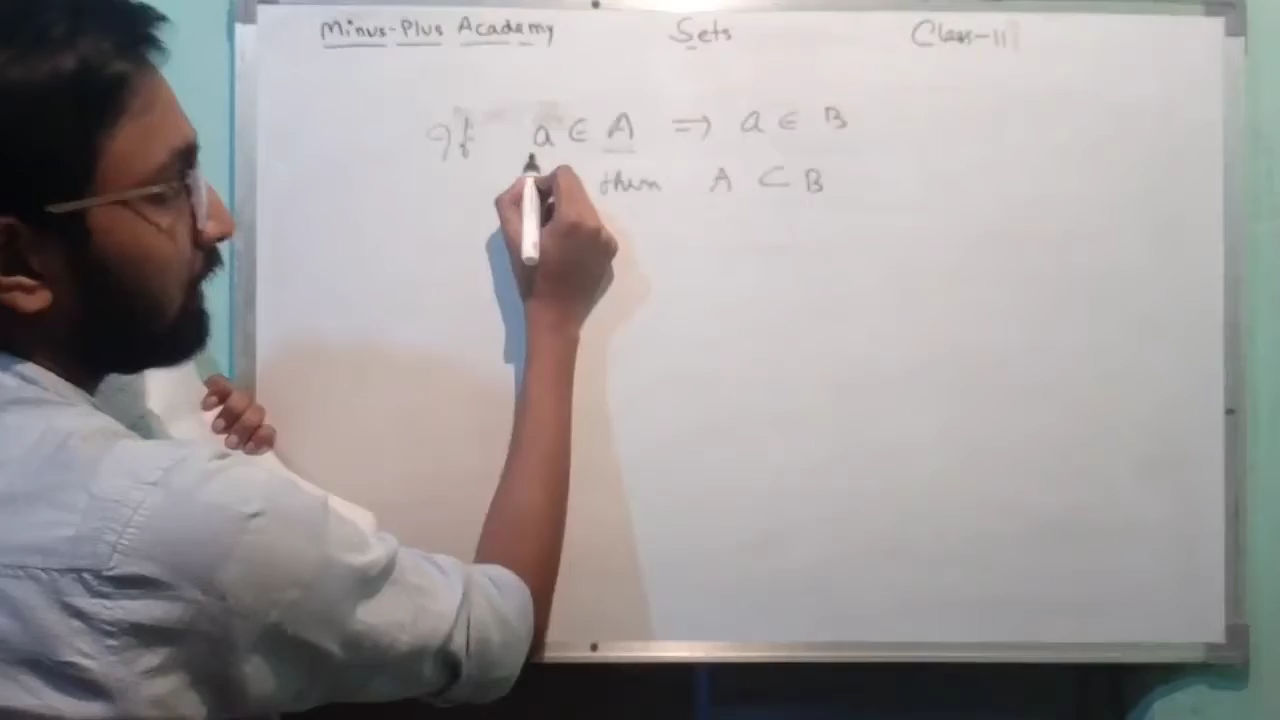 Minus-Plus Academy Sets Class-11
If a ∈ A ⇒ a ∈ B
then A ⊂ B